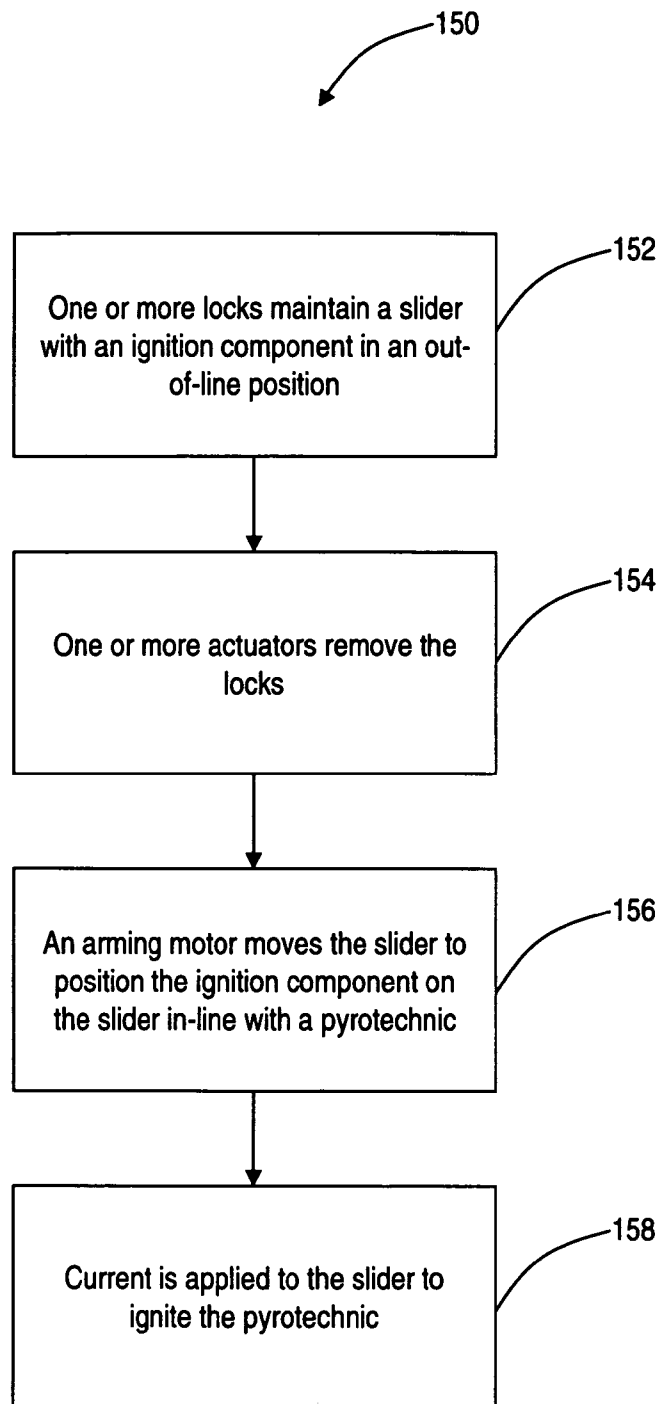 150
152
One or more locks maintain a slider
with an ignition component in an out-
of-line position
154
One or more actuators remove the
locks
156
An arming motor moves the slider to
position the ignition component on
the slider in-line with a pyrotechnic
158
Current is applied to the slider to
ignite the pyrotechnic